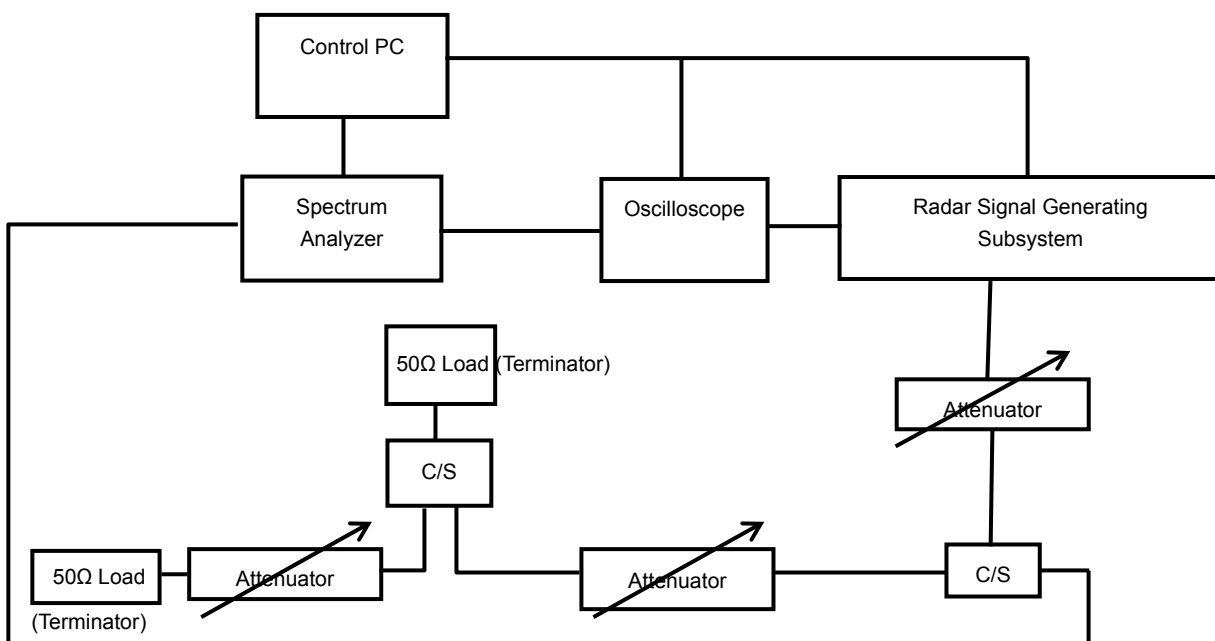 Control PC
Spectrum
Analyzer
Oscilloscope
Radar Signal Generating
Subsystem
50Ω Load (Terminator)
Attenuator
C/S
50Ω Load
(Terminator)
Attenuator
Attenuator
C/S